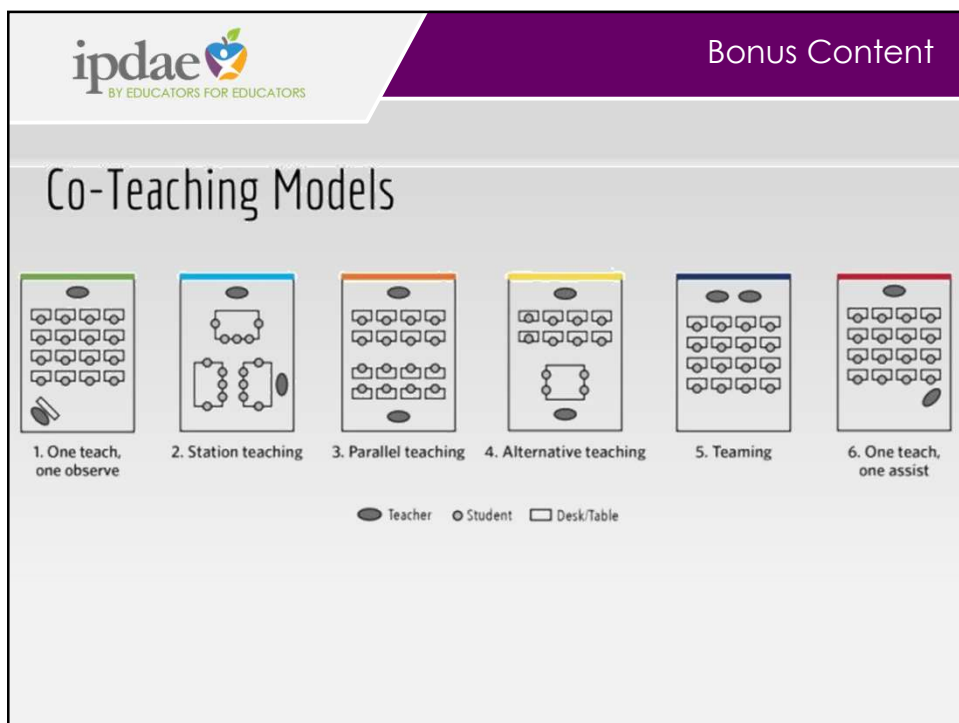 ipdae
BY EDUCATORS FOR EDUCATORS
Bonus Content
Co-Teaching Models
1. One teach,
one observe
2. Station teaching
3. Parallel teaching
4. Alternative teaching
5. Teaming
6. One teach,
one assist
Teacher
Student
Desk/Table